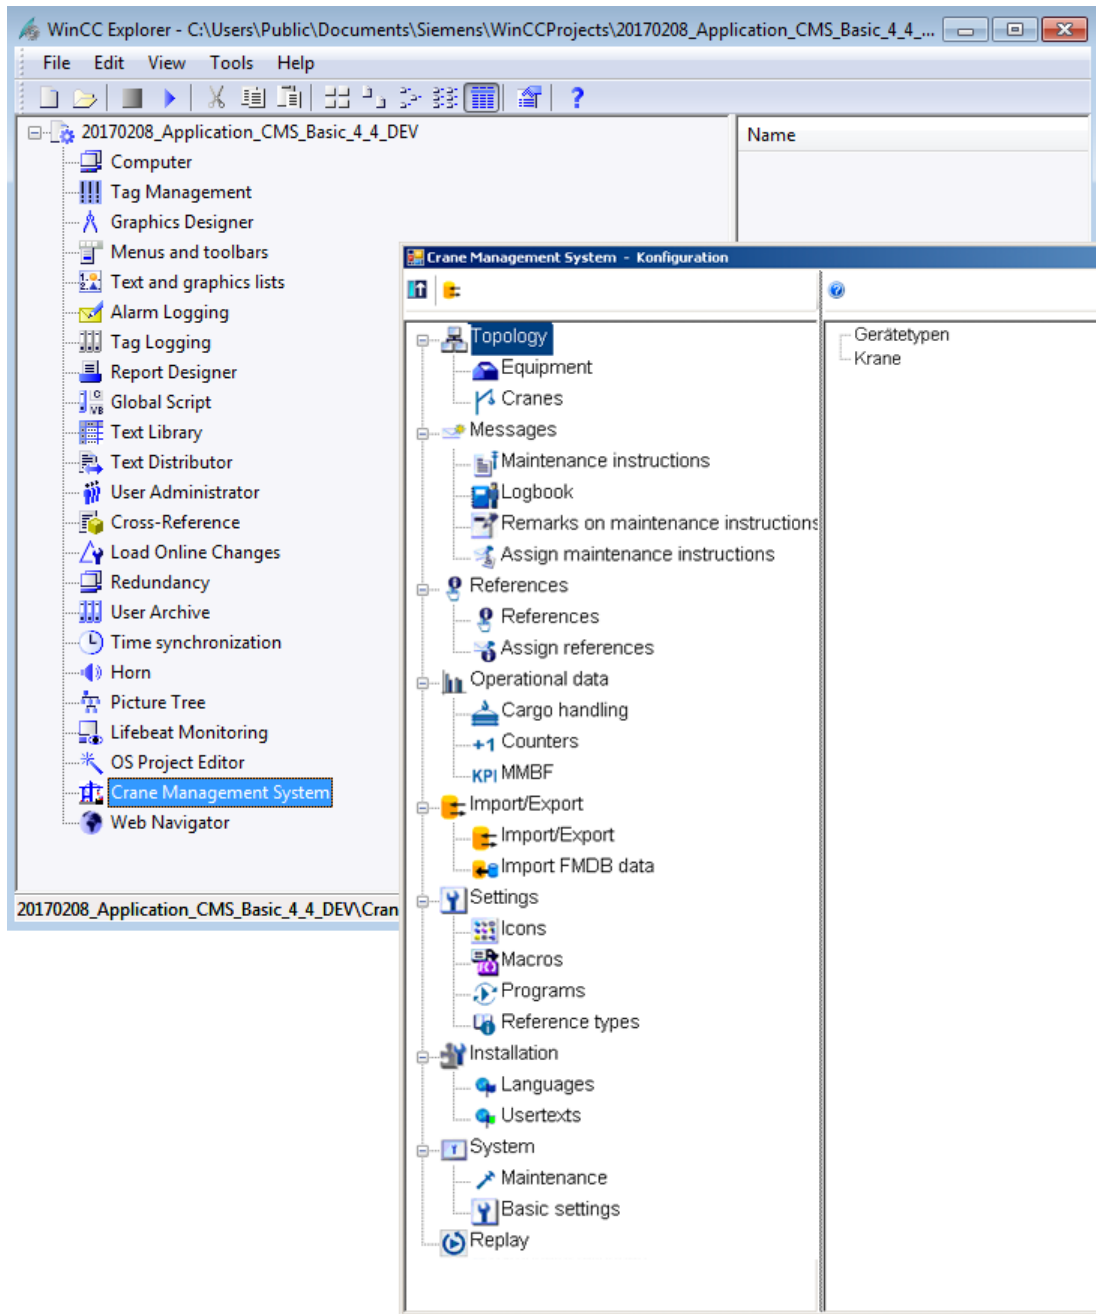 WinCC Explorer - C:\Users\Public\Documents\Siemens\WinCCProjects\20170208_Application_CMS_Basic_4_4_...
File Edit View Tools Help
20170208_Application_CMS_Basic_4_4_DEV
Computer
Tag Management
Graphics Designer
Menus and toolbars
Text and graphics lists
Alarm Logging
Tag Logging
Report Designer
Global Script
Text Library
Text Distributor
User Administrator
Cross-Reference
Load Online Changes
Redundancy
User Archive
Time synchronization
Horn
Picture Tree
Lifebeat Monitoring
OS Project Editor
Crane Management System
Web Navigator
20170208_Application_CMS_Basic_4_4_DEV\Cran
Name
Crane Management System - Konfiguration
Topology
Equipment
Cranes
Messages
Maintenance instructions
Logbook
Remarks on maintenance instructions
Assign maintenance instructions
References
References
Assign references
Operational data
Cargo handling
+1 Counters
KPI MMBF
Import/Export
Import/Export
Import FMDB data
Settings
Icons
Macros
Programs
Reference types
Installation
Languages
Usertexts
System
Maintenance
Basic settings
Replay
Gerätetypen
Krane